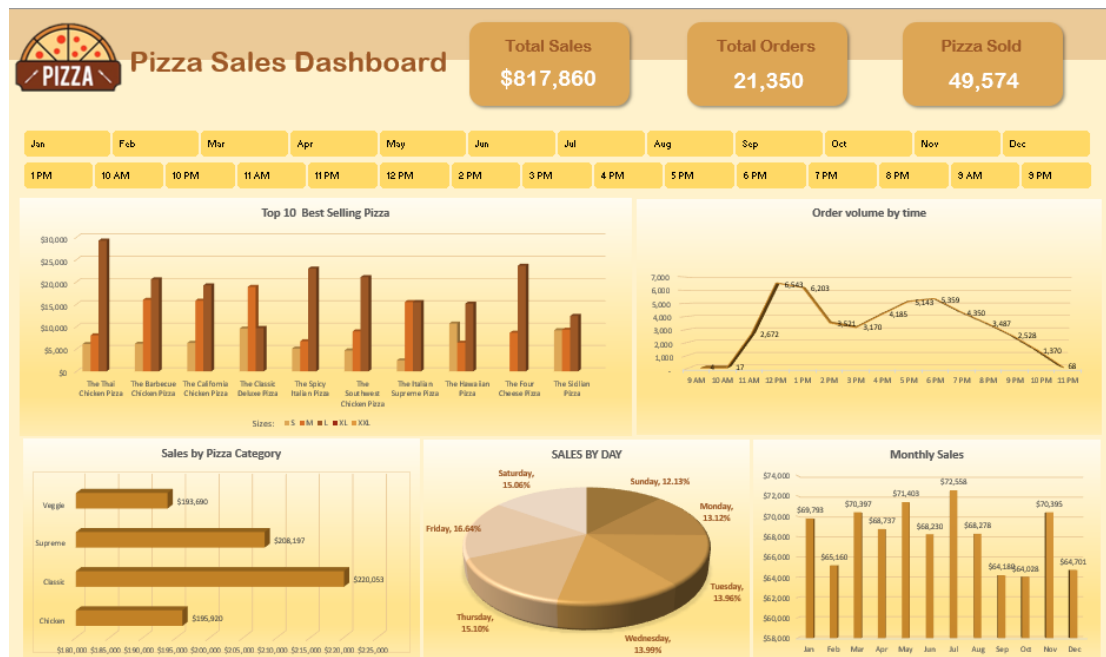 PIZZA
Pizza Sales Dashboard
Total Sales
$817,860
Total Orders
21,350
Pizza Sold
49,574
Jan Feb Mar Apr May Jun Jul Aug Sep Oct Nov Dec
1 PM 10 AM 10 PM 11 AM 11 PM 12 PM 2 PM 3 PM 4 PM 5 PM 6 PM 7 PM 8 PM 9 AM 9 PM
Top 10 Best Selling Pizza
$30,000
$25,000
$20,000
$15,000
$10,000
$5,000
$0
The Thai Chicken Pizza
The Barbecue Chicken Pizza
The California Chicken Pizza
The Classic Deluxe Pizza
The Spicy Italian Pizza
The Southwest Chicken Pizza
The Italian Supreme Pizza
The Hawaiian Pizza
The Four Cheese Pizza
The Sicilian Pizza
Sizes: S M L XL XXL
Order volume by time
7,000
6,000
5,000
4,000
3,000
2,000
1,000
-
4
17
2,672
6,543
6,203
3,521
3,170
4,185
5,143
5,359
4,350
3,487
2,528
1,370
68
9 AM 10 AM 11 AM 12 PM 1 PM 2 PM 3 PM 4 PM 5 PM 6 PM 7 PM 8 PM 9 PM 10 PM 11 PM
Sales by Pizza Category
Veggie
$193,690
Supreme
$208,197
Classic
$220,053
Chicken
$195,920
$180,000 $185,000 $190,000 $195,000 $200,000 $205,000 $210,000 $215,000 $220,000 $225,000
SALES BY DAY
Saturday, 15.06%
Sunday, 12.13%
Monday, 13.12%
Tuesday, 13.96%
Wednesday, 13.99%
Thursday, 15.10%
Friday, 16.64%
Monthly Sales
$74,000
$72,000
$70,000
$68,000
$66,000
$64,000
$62,000
$60,000
$58,000
$69,793
$65,160
$70,397
$68,737
$71,403
$68,230
$72,558
$68,278
$64,180
$64,028
$70,395
$64,701
Jan Feb Mar Apr May Jun Jul Aug Sep Oct Nov Dec